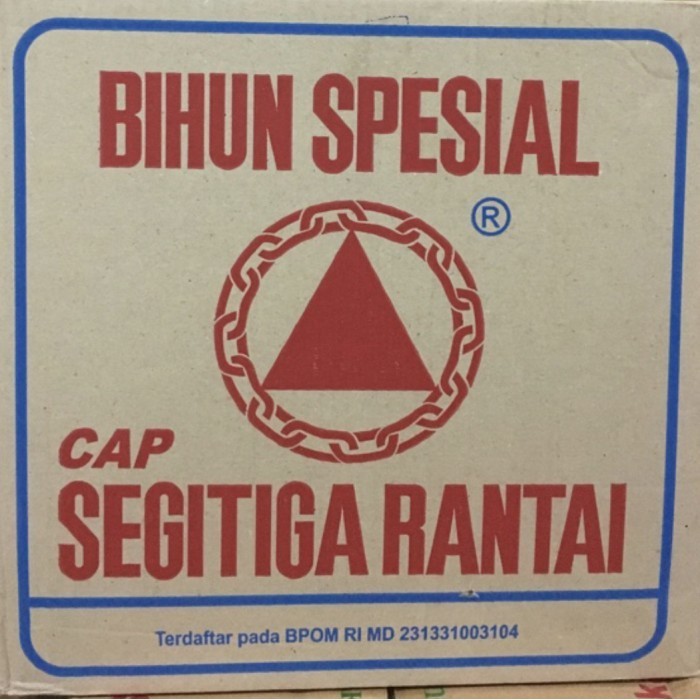 BIHUN SPESIAL
®
CAP
SEGITIGA RANTAI
Terdaftar pada BPOM RI MD 231331003104